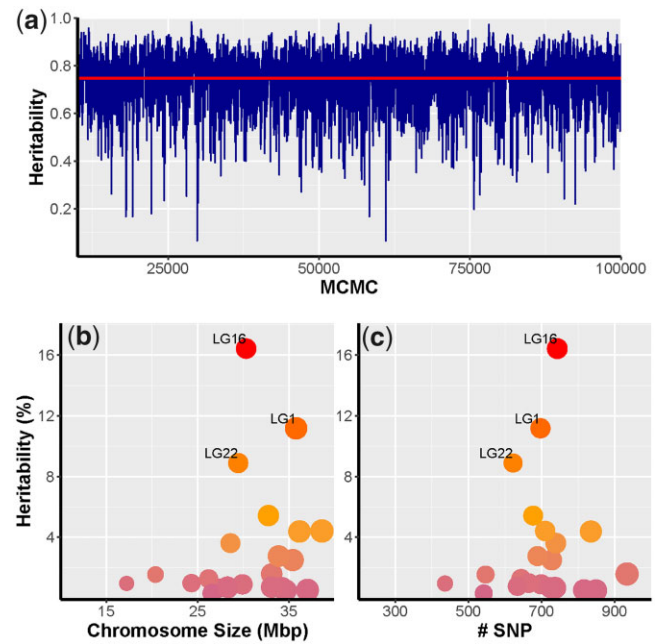 (a)
Heritability
1.0
0.8
0.6
0.4
0.2
25000 50000 75000 100000
MCMC
(b)
Heritability (%)
16
12
8
4
LG16
LG1
LG22
15 25 35
Chromosome Size (Mbp)
(c)
16
12
8
4
LG16
LG1
LG22
300 500 700 900
# SNP